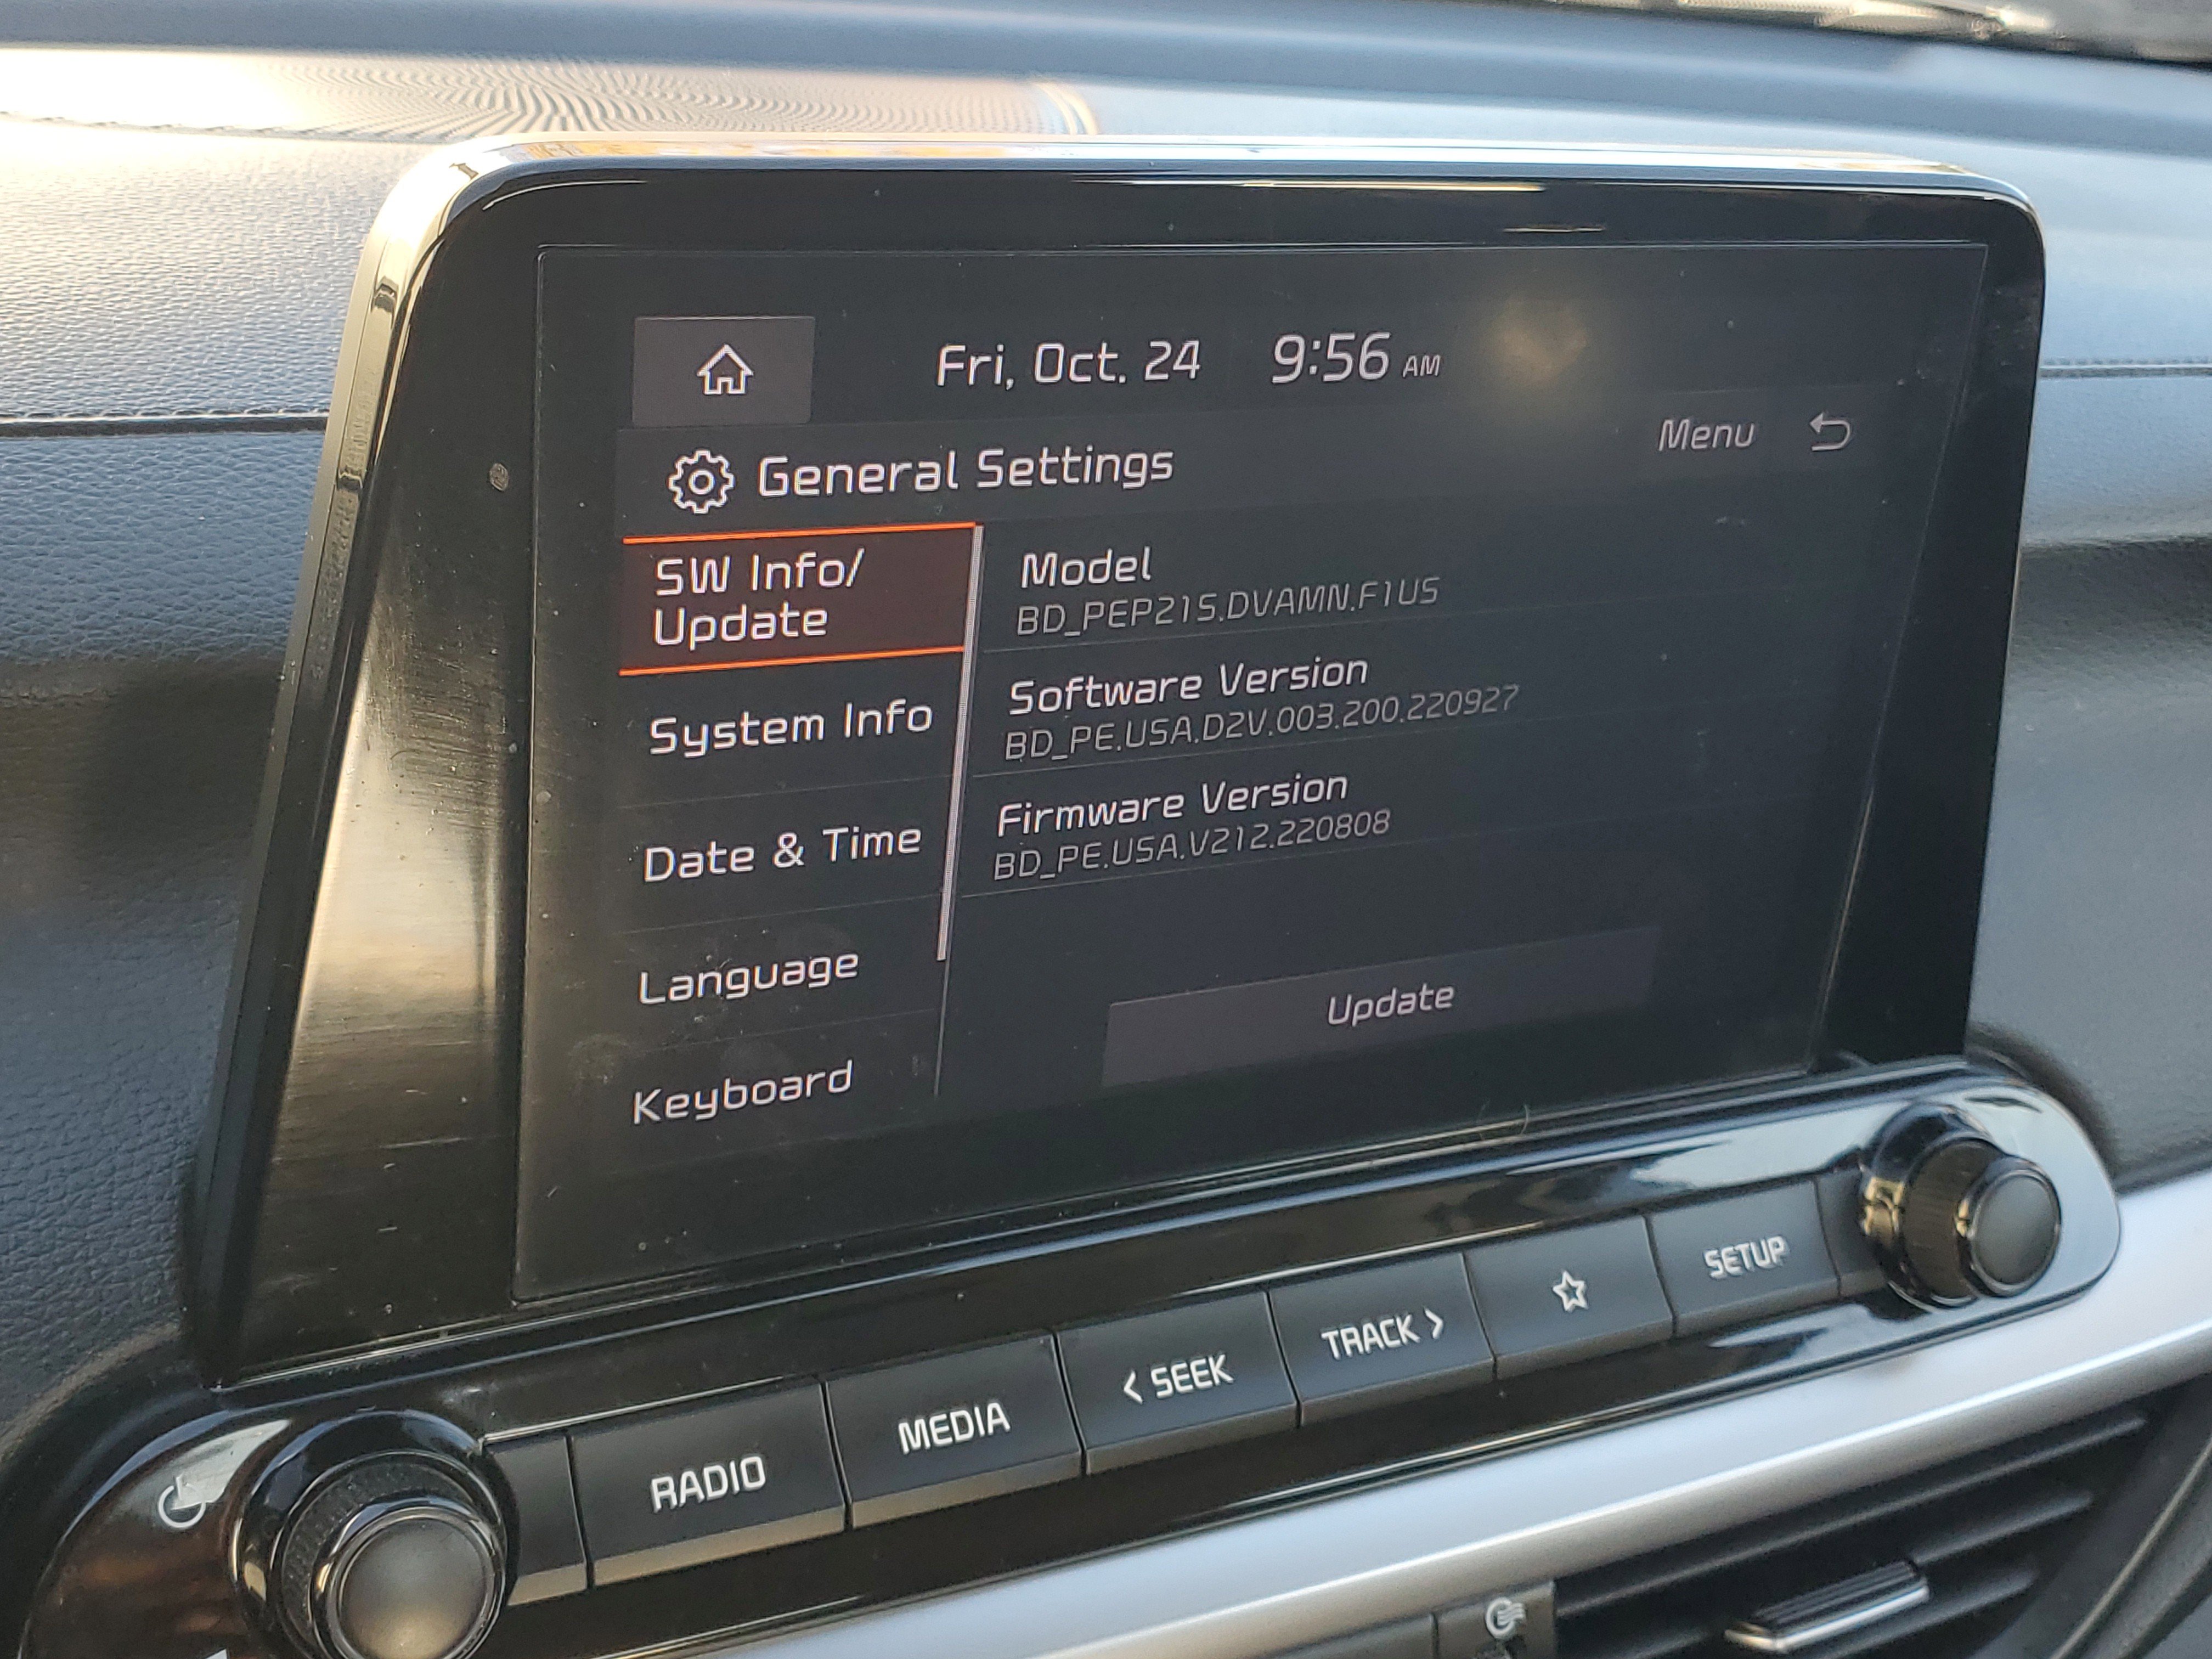 Fri, Oct. 24 9:56 AM
General Settings Menu
SW Info/
Update
System Info
Date & Time
Language
Keyboard
Model
BD_PEP21S.DVAMN.F1US
Software Version
BD_PE.USA.D2V.003.200.220927
Firmware Version
BD_PE.USA.V212.220808
Update
RADIO MEDIA < SEEK TRACK > SETUP